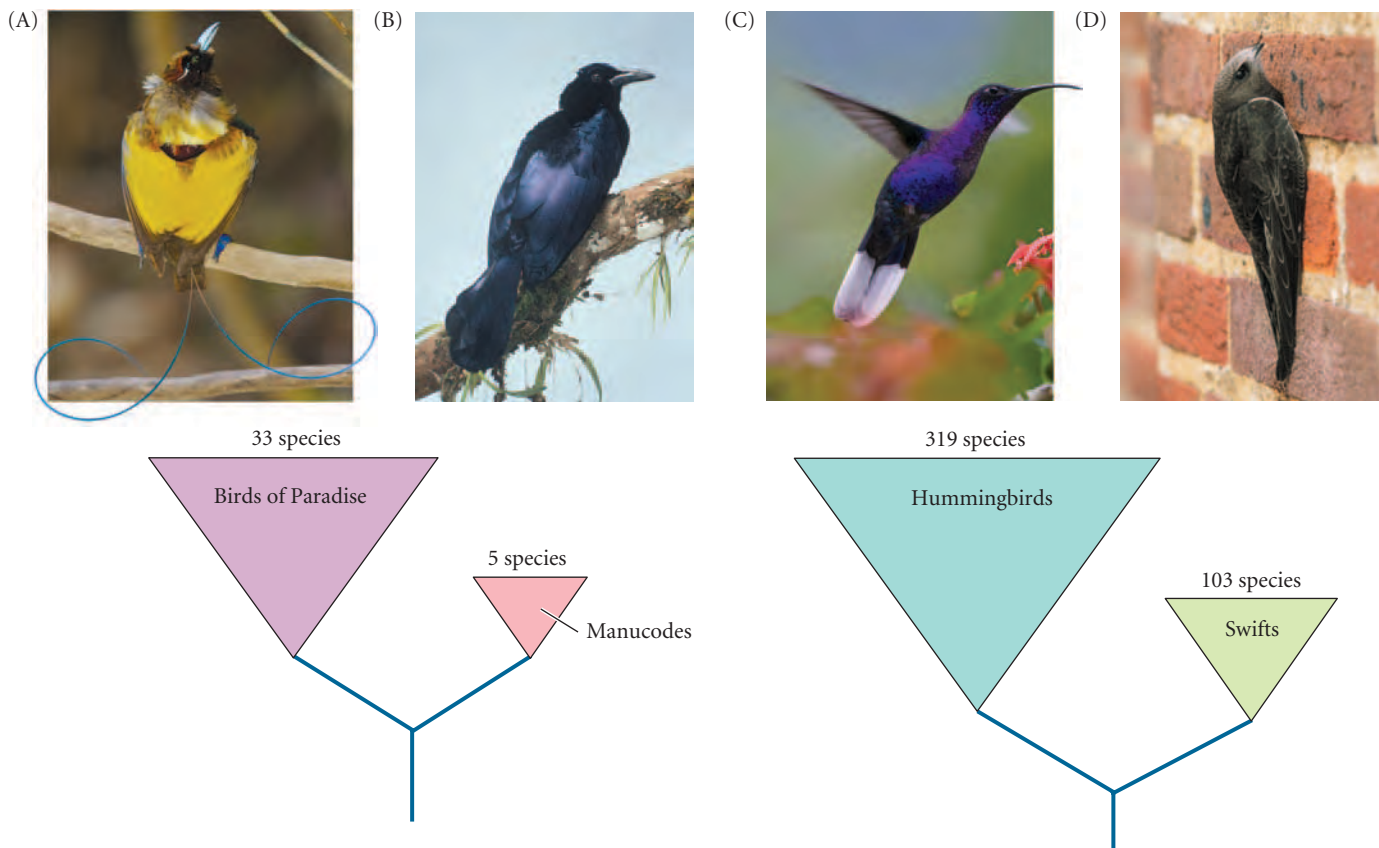 (A)
(B)
(C)
(D)
33 species
Birds of Paradise
5 species
Manucodes
319 species
Hummingbirds
103 species
Swifts